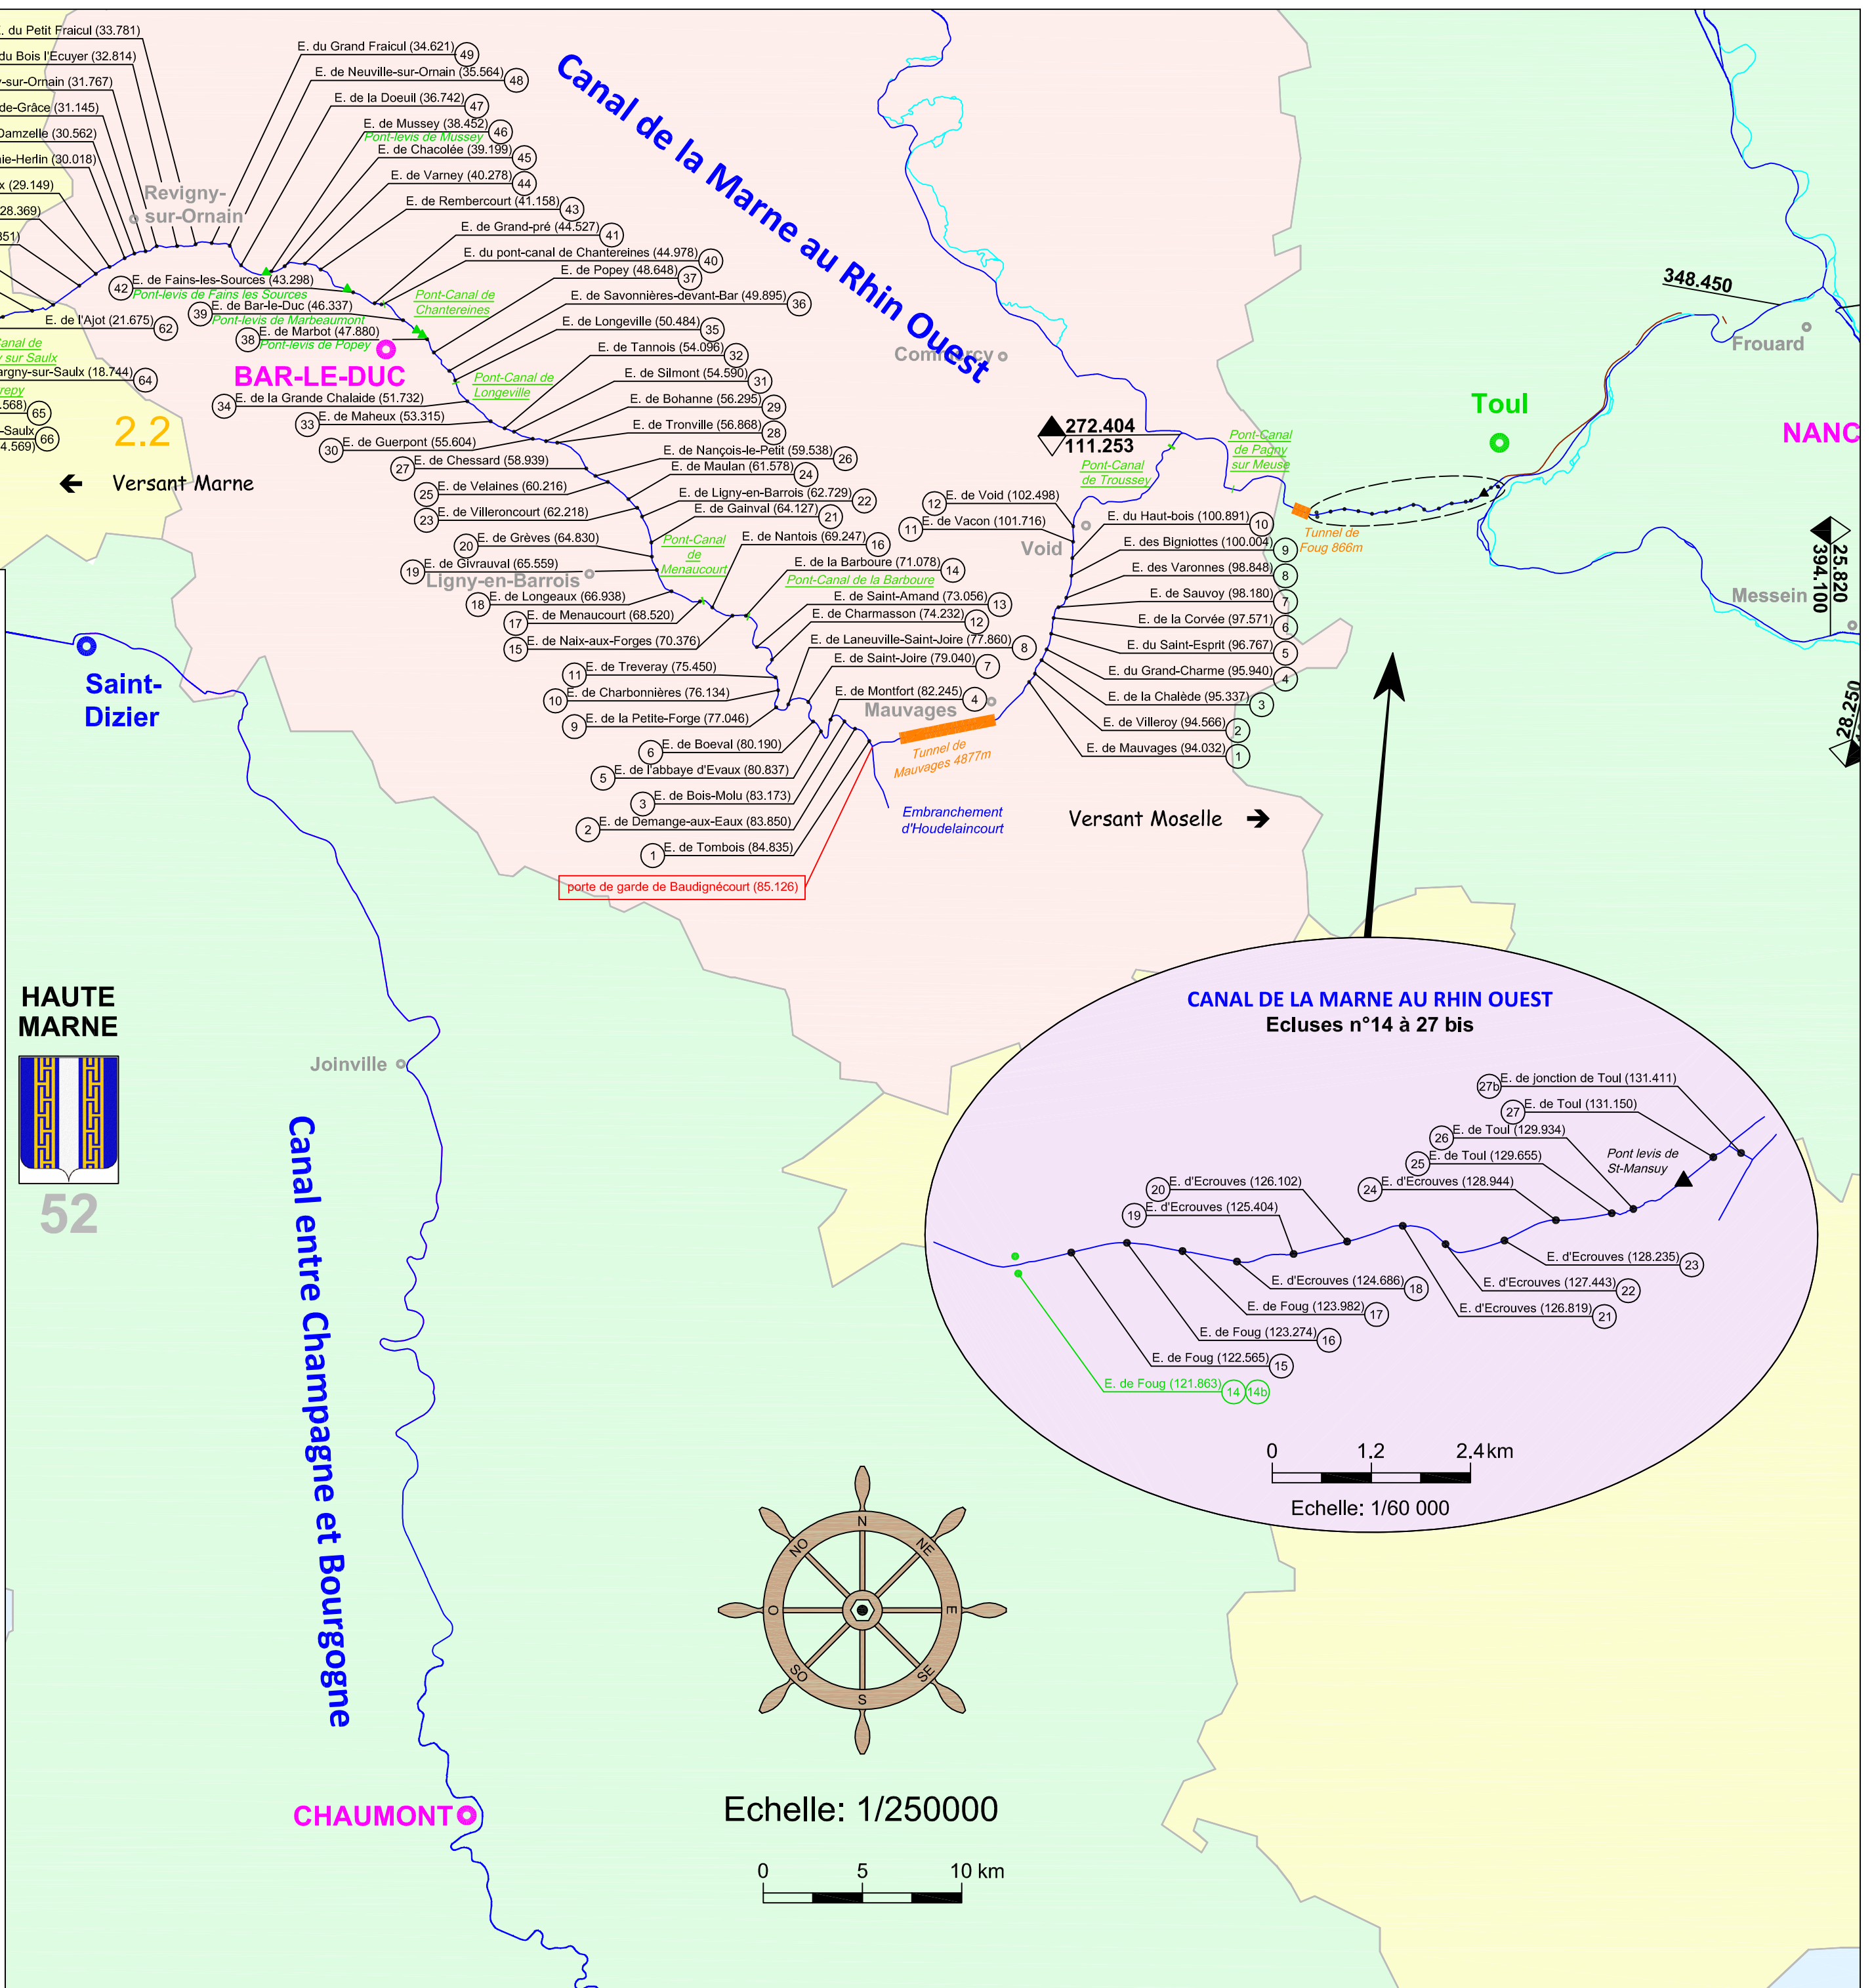 du Petit Fraicul (33.781)
du Bois l'Ecuyer (32.814)
y-sur-Ornain (31.767)
de-Grâce (31.145)
Damzelle (30.562)
nie-Herlin (30.018)
x (29.149)
28.369)
351)
Revigny-
sur-Ornain
E. du Grand Fraicul (34.621) 49
E. de Neuville-sur-Ornain (35.564) 48
E. de la Doeuil (36.742) 47
E. de Mussey (38.452) 46
Pont-levis de Mussey
E. de Chacolée (39.199) 45
E. de Varney (40.278) 44
E. de Rembercourt (41.158) 43
E. de Grand-pré (44.527) 41
E. du pont-canal de Chantereines (44.978) 40
E. de Popey (48.648) 37
42 E. de Fains-les-Sources (43.298)
Pont-levis de Fains les Sources
39 E. de Bar-le-Duc (46.337)
Pont-levis de Marbeaumont
38 E. de Marbot (47.880)
Pont-levis de Popey
Pont-Canal de
Chantereines
E. de Savonnières-devant-Bar (49.895) 36
E. de Longeville (50.484) 35
E. de l'Ajot (21.675) 62
Canal de
y sur Saulx
argny-sur-Saulx (18.744) 64
repy
.568) 65
-Saulx 66
4.569)
BAR-LE-DUC
2.2
Versant Marne
E. de Tannois (54.096) 32
Pont-Canal de
Longeville
E. de Silmont (54.590) 31
34 E. de la Grande Chalaide (51.732)
E. de Bohanne (56.295) 29
33 E. de Maheux (53.315)
E. de Tronville (56.868) 28
30 E. de Guerpont (55.604)
E. de Nançois-le-Petit (59.538) 26
27 E. de Chessard (58.939)
E. de Maulan (61.578) 24
25 E. de Velaines (60.216)
E. de Ligny-en-Barrois (62.729) 22
23 E. de Villeroncourt (62.218)
E. de Gainval (64.127) 21
20 E. de Grèves (64.830)
Pont-Canal
de
Menaucourt
E. de Nantois (69.247) 16
19 E. de Givrauval (65.559)
Ligny-en-Barrois
E. de la Barboure (71.078) 14
Pont-Canal de la Barboure
18 E. de Longeaux (66.938)
E. de Saint-Amand (73.056) 13
17 E. de Menaucourt (68.520)
E. de Charmasson (74.232) 12
15 E. de Naix-aux-Forges (70.376)
E. de Laneuville-Saint-Joire (77.860) 8
E. de Saint-Joire (79.040) 7
11 E. de Treveray (75.450)
10 E. de Charbonnières (76.134)
E. de Montfort (82.245) 4
Mauvages
9 E. de la Petite-Forge (77.046)
6 E. de Boeval (80.190)
5 E. de l'abbaye d'Evaux (80.837)
3 E. de Bois-Molu (83.173)
2 E. de Demange-aux-Eaux (83.850)
1 E. de Tombois (84.835)
porte de garde de Baudignécourt (85.126)
Tunnel de
Mauvages 4877m
Embranchement
d'Houdelaincourt
Versant Moselle
Canal de la Marne au Rhin Ouest
Commercy
272.404
111.253
Pont-Canal
de Troussey
Pont-Canal
de Pagny
sur Meuse
12 E. de Void (102.498)
11 E. de Vacon (101.716)
Void
E. du Haut-bois (100.891) 10
E. des Bignlottes (100.004) 9
E. des Varonnes (98.848) 8
E. de Sauvoy (98.180) 7
E. de la Corvée (97.571) 6
E. du Saint-Esprit (96.767) 5
E. du Grand-Charme (95.940) 4
E. de la Chalède (95.337) 3
E. de Villeroy (94.566) 2
E. de Mauvages (94.032) 1
Tunnel de
Foug 866m
Toul
348.450
Frouard
NANC
Messein
25.820
394.100
28.250
Saint-
Dizier
HAUTE
MARNE
52
Joinville
Canal entre Champagne et Bourgogne
CHAUMONT
CANAL DE LA MARNE AU RHIN OUEST
Ecluses n°14 à 27 bis
27b E. de jonction de Toul (131.411)
27 E. de Toul (131.150)
26 E. de Toul (129.934)
25 E. de Toul (129.655)
Pont levis de
St-Mansuy
20 E. d'Ecrouves (126.102)
24 E. d'Ecrouves (128.944)
19 E. d'Ecrouves (125.404)
E. d'Ecrouves (128.235) 23
E. d'Ecrouves (124.686) 18
E. d'Ecrouves (127.443) 22
E. de Foug (123.982) 17
E. d'Ecrouves (126.819) 21
E. de Foug (123.274) 16
E. de Foug (122.565) 15
E. de Foug (121.863) 14 14b
0 1.2 2.4 km
Echelle: 1/60 000
N
NE
E
SE
S
SO
O
NO
Echelle: 1/250000
0 5 10 km